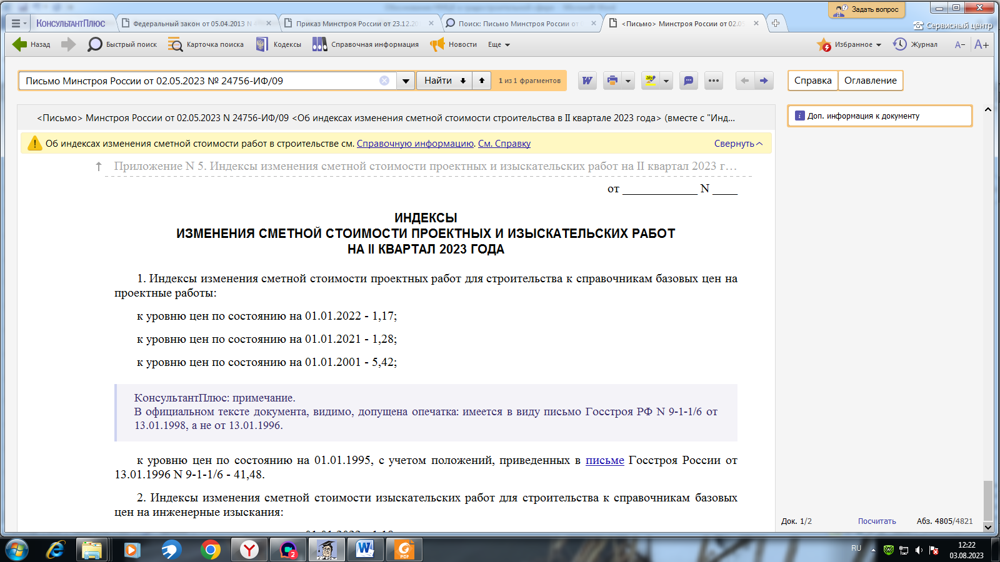 Задать вопрос
КонсультантПлюс
Федеральный закон от 05.04.2013 N
Приказ Минстроя России от 23.12.20
Поиск: Письмо Минстроя России от
<Письмо> Минстроя России от 02.05
Сервисный центр
Назад
Быстрый поиск
Карточка поиска
Кодексы
Справочная информация
Новости
Еще
Избранное
Журнал
A− A+
Письмо Минстроя России от 02.05.2023 № 24756-ИФ/09
Найти
1 из 1 фрагментов
Справка
Оглавление
<Письмо> Минстроя России от 02.05.2023 N 24756-ИФ/09 <Об индексах изменения сметной стоимости строительства в II квартале 2023 года> (вместе с "Инд...
Доп. информация к документу
Об индексах изменения сметной стоимости работ в строительстве см. Справочную информацию. См. Справку
Свернуть
Приложение N 5. Индексы изменения сметной стоимости проектных и изыскательских работ на II квартал 2023 г...
от ____________ N ____
ИНДЕКСЫ
ИЗМЕНЕНИЯ СМЕТНОЙ СТОИМОСТИ ПРОЕКТНЫХ И ИЗЫСКАТЕЛЬСКИХ РАБОТ
НА II КВАРТАЛ 2023 ГОДА
1. Индексы изменения сметной стоимости проектных работ для строительства к справочникам базовых цен на
проектные работы:
к уровню цен по состоянию на 01.01.2022 - 1,17;
к уровню цен по состоянию на 01.01.2021 - 1,28;
к уровню цен по состоянию на 01.01.2001 - 5,42;
КонсультантПлюс: примечание.
В официальном тексте документа, видимо, допущена опечатка: имеется в виду письмо Госстроя РФ N 9-1-1/6 от
13.01.1998, а не от 13.01.1996.
к уровню цен по состоянию на 01.01.1995, с учетом положений, приведенных в письме Госстроя России от
13.01.1996 N 9-1-1/6 - 41,48.
2. Индексы изменения сметной стоимости изыскательских работ для строительства к справочникам базовых
цен на инженерные изыскания:
Док. 1/2
Посчитать
Абз. 4805/4821
2
PDF
RU
12:22
03.08.2023